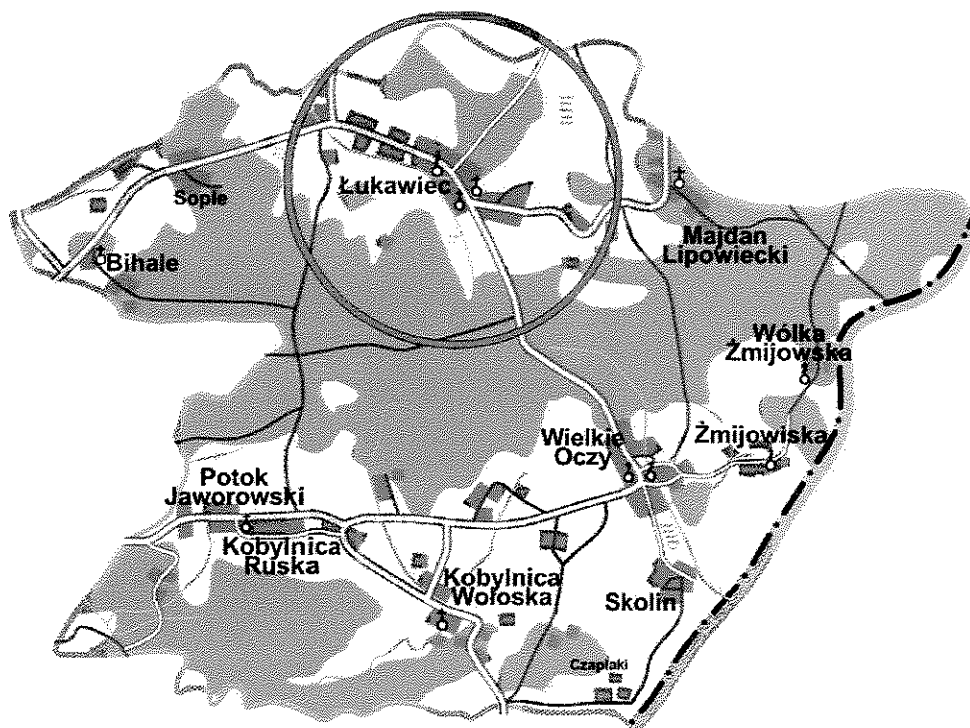 Łukawiec
Sople
Bihale
Majdan
Lipowiecki
Wólka
Żmijowska
Wielkie
Oczy
Żmijowiska
Potok
Jaworowski
Kobylnica
Ruska
Kobylnica
Wołoska
Skolin
Czaplaki